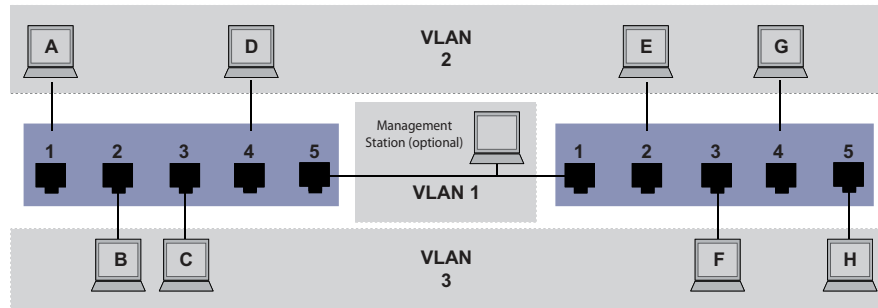 A
D
VLAN
2
E
G
1
2
3
4
5
Management
Station (optional)
VLAN 1
1
2
3
4
5
B
C
VLAN
3
F
H